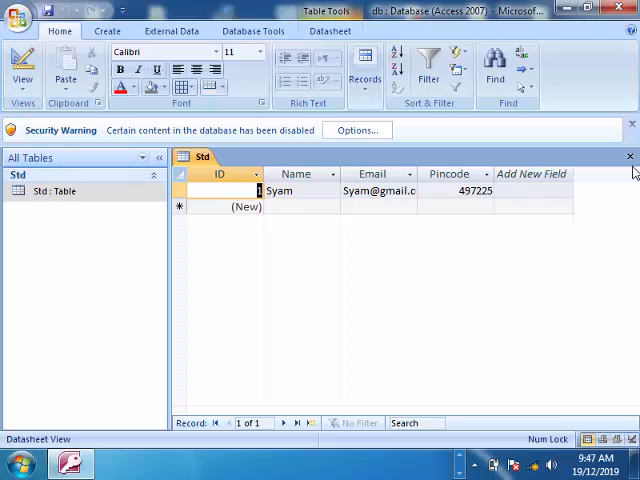 Table Tools
db : Database (Access 2007) - Microsof...
Home
Create
External Data
Database Tools
Datasheet
View
Views
Paste
Clipboard
Calibri
11
B I U
A
Font
Rich Text
Records
Filter
Sort & Filter
Find
ab
ac
Find
Security Warning Certain content in the database has been disabled Options...
All Tables
Std
Std : Table
Std
ID Name Email Pincode Add New Field
1 Syam Syam@gmail.c 497225
(New)
Record: 1 of 1 No Filter Search
Datasheet View
Num Lock
9:47 AM
19/12/2019